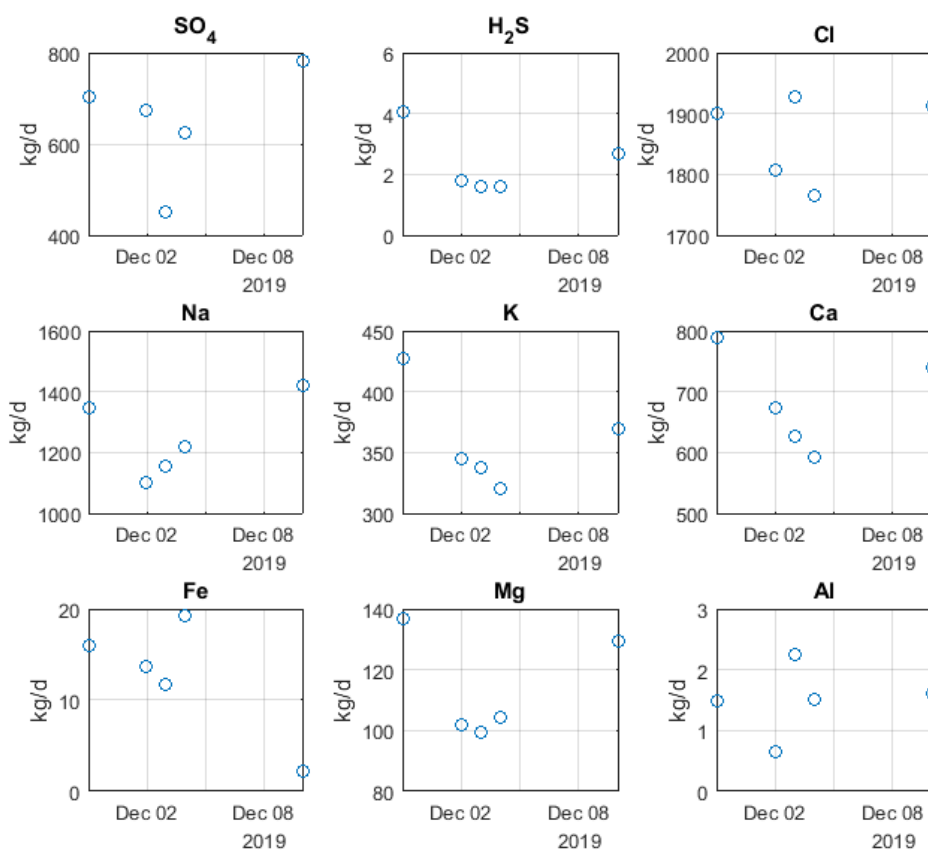 SO4
H2S
Cl
800
600
400
kg/d
Dec 02
Dec 08
2019
6
4
2
0
kg/d
Dec 02
Dec 08
2019
2000
1900
1800
1700
kg/d
Dec 02
Dec 08
2019
Na
K
Ca
1600
1400
1200
1000
kg/d
Dec 02
Dec 08
2019
450
400
350
300
kg/d
Dec 02
Dec 08
2019
800
700
600
500
kg/d
Dec 02
Dec 08
2019
Fe
Mg
Al
20
10
0
kg/d
Dec 02
Dec 08
2019
140
120
100
80
kg/d
Dec 02
Dec 08
2019
3
2
1
0
kg/d
Dec 02
Dec 08
2019